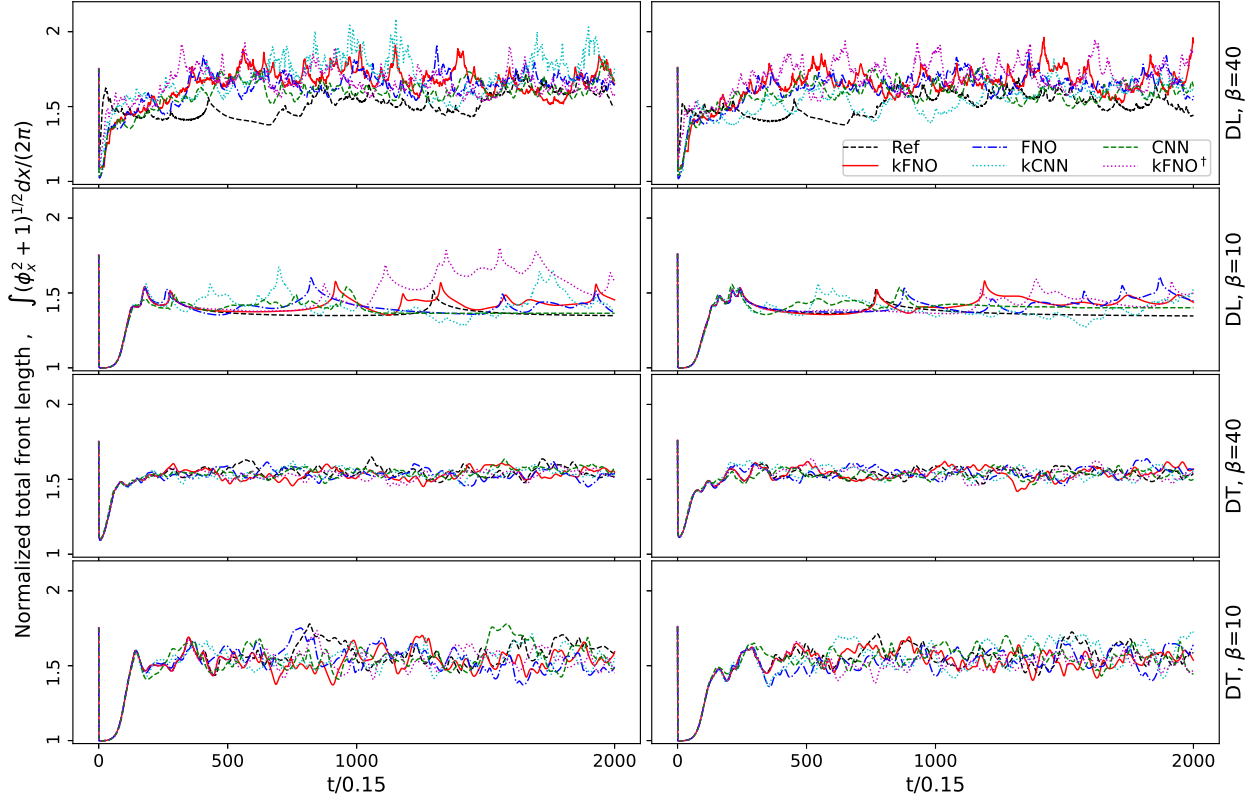 Normalized total front length , ∫(ϕ_x^2 + 1)^{1/2}dx/(2π)
2
1.5
1
DL, β=40
Ref
kFNO
FNO
kCNN
CNN
kFNO†
2
1.5
1
DL, β=10
2
1.5
1
DT, β=40
2
1.5
1
DT, β=10
0
500
1000
2000
0
500
1000
2000
t/0.15
t/0.15